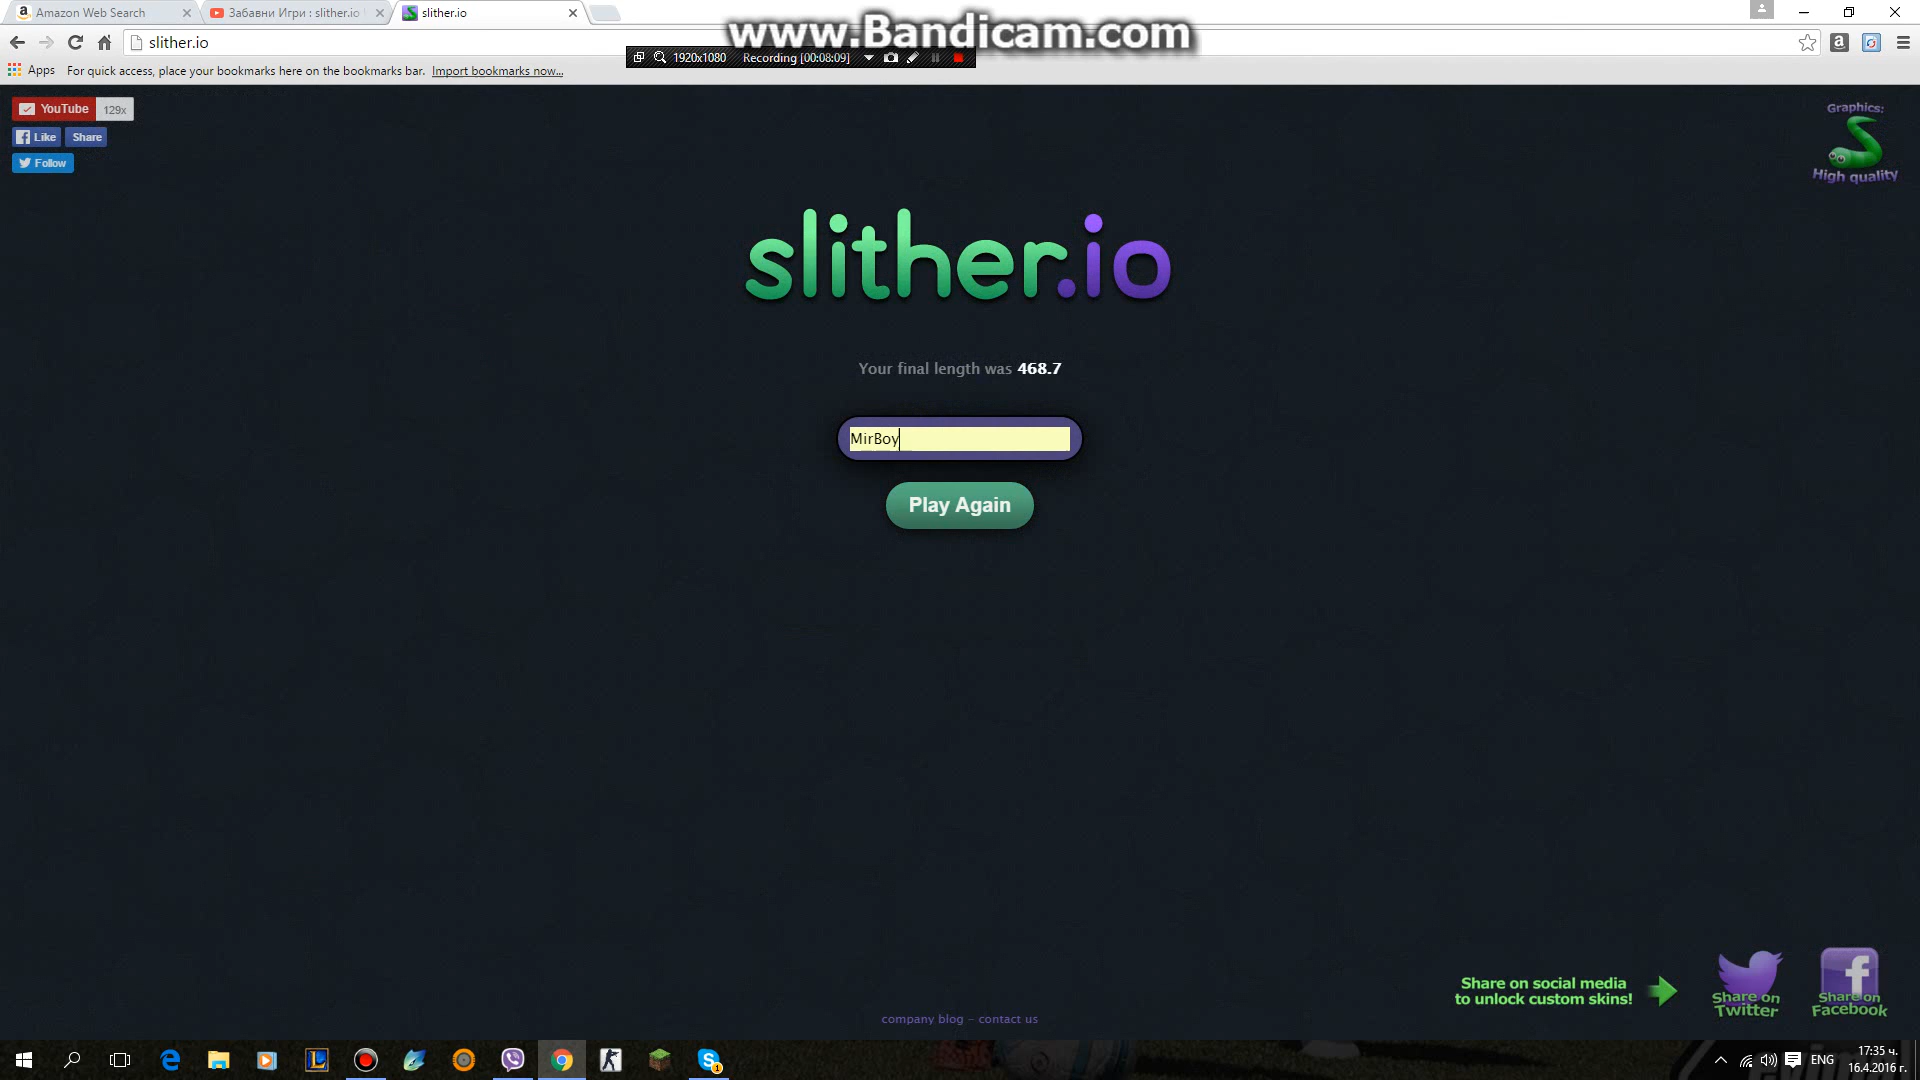 Amazon Web Search
Забавни Игри : slither.io
slither.io
www.Bandicam.com
slither.io
1920x1080
Recording [00:08:09]
Apps
For quick access, place your bookmarks here on the bookmarks bar. Import bookmarks now...
YouTube 129x
Like Share
Follow
Graphics:
High quality
slither.io
Your final length was 468.7
MirBoy
Play Again
Share on social media
to unlock custom skins!
Share on
Twitter
Share on
Facebook
company blog – contact us
1
ENG
17:35 ч.
16.4.2016 г.